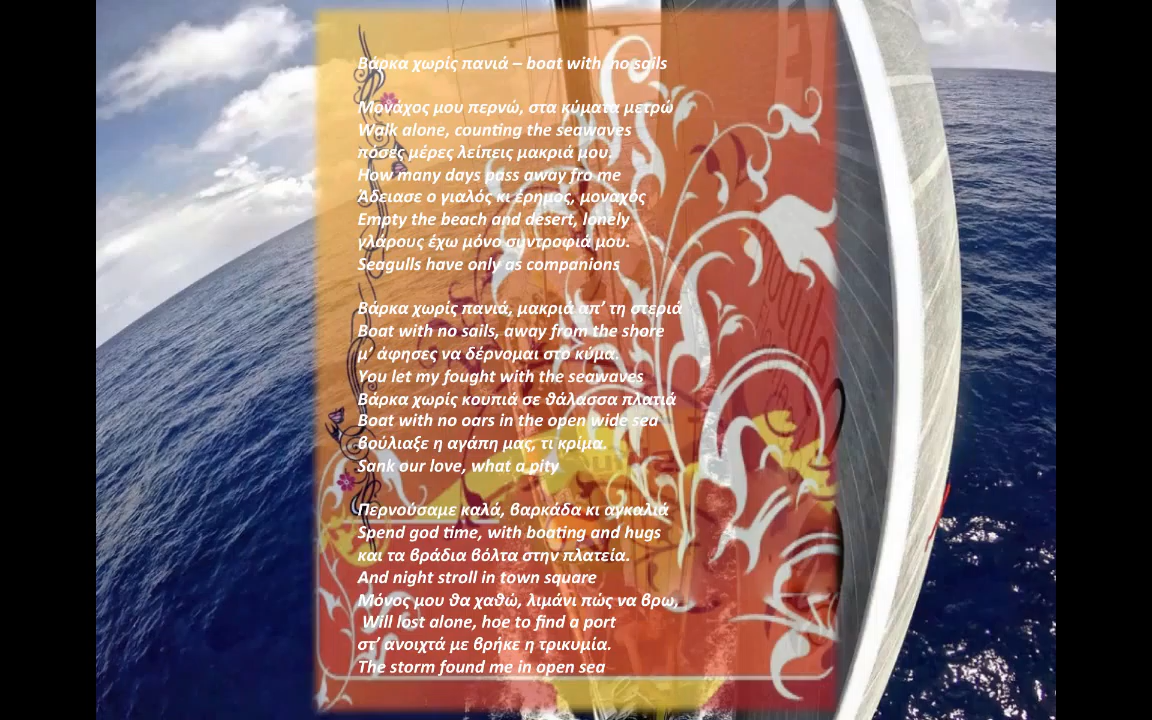 Βάρκα χωρίς πανιά – boat with no sails
Μονάχος μου περνώ, στα κύματα μετρώ
Walk alone, counting the seawaves
πόσες μέρες λείπεις μακριά μου.
How many days pass away fro me
Άδειασε ο γιαλός κι έρημος, μοναχός
Empty the beach and desert, lonely
γλάρους έχω μόνο συντροφιά μου.
Seagulls have only as companions
Βάρκα χωρίς πανιά, μακριά απ’ τη στεριά
Boat with no sails, away from the shore
μ’ άφησες να δέρνομαι στο κύμα.
You let my fought with the seawaves
Βάρκα χωρίς κουπιά σε θάλασσα πλατιά
Boat with no oars in the open wide sea
βούλιαξε η αγάπη μας, τι κρίμα.
Sank our love, what a pity
Περνούσαμε καλά, βαρκάδα κι αγκαλιά
Spend god time, with boating and hugs
και τα βράδια βόλτα στην πλατεία.
And night stroll in town square
Μόνος μου θα χαθώ, λιμάνι πώς να βρω,
Will lost alone, hoe to find a port
στ’ ανοιχτά με βρήκε η τρικυμία.
The storm found me in open sea